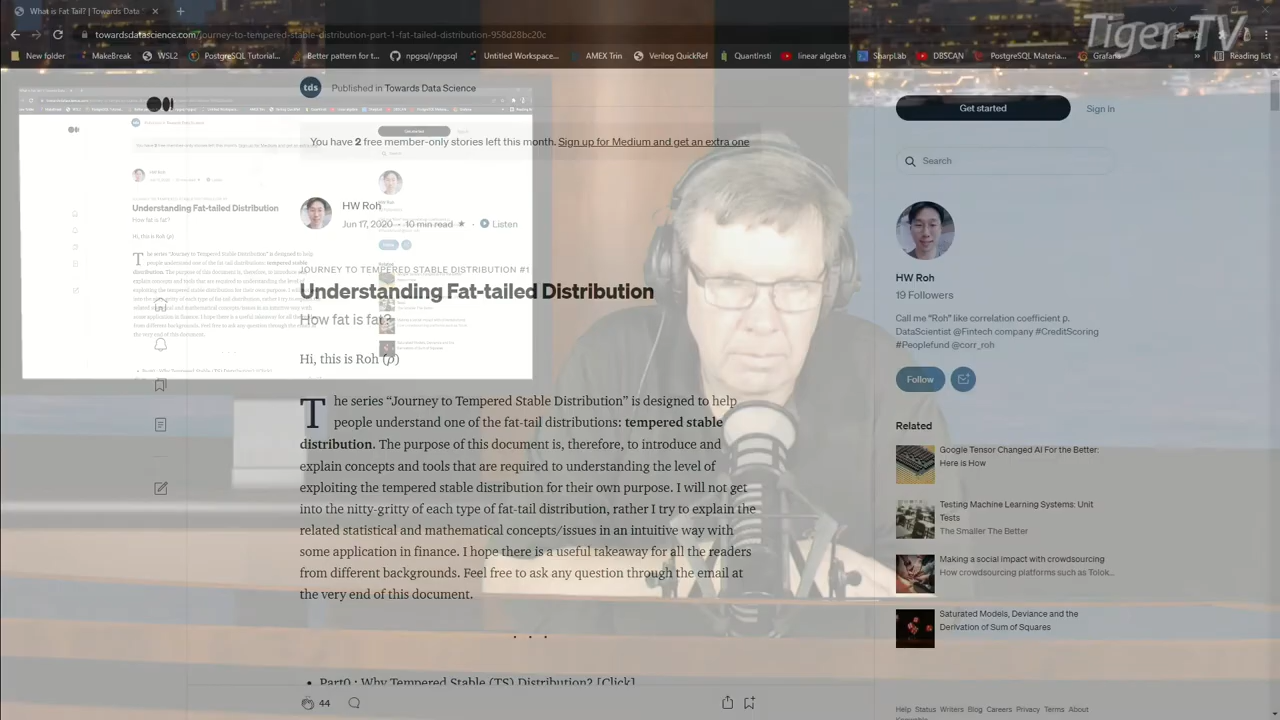 What is Fat Tail? | Towards Data
Tiger-TV
towardsdatascience.com/journey-to-tempered-stable-distribution-part-1-fat-tailed-distribution-958d28bc20c
New folder
MakeBreak
WSL2
PostgreSQLTutorial...
Better pattern for t...
npgsql/npgsql
Untitled Workspace...
AMEX Trin
Verilog QuickRef
Quantinsti
linear algebra
SharpLab
DBSCAN
PostgreSQL Materia...
Grafana
»
Reading list
tds
Published in Towards Data Science
Get started
Sign In
You have 2 free member-only stories left this month. Sign up for Medium and get an extra one
Search
HW Roh
Jun 17, 2020 · 10 min read
Listen
JOURNEY TO TEMPERED STABLE DISTRIBUTION #1
Understanding Fat-tailed Distribution
How fat is fat?
Hi, this is Roh (ρ)
The series “Journey to Tempered Stable Distribution” is designed to help
people understand one of the fat-tail distributions: tempered stable
distribution. The purpose of this document is, therefore, to introduce and
explain concepts and tools that are required to understanding the level of
exploiting the tempered stable distribution for their own purpose. I will not get
into the nitty-gritty of each type of fat-tail distribution, rather I try to explain the
related statistical and mathematical concepts/issues in an intuitive way with
some application in finance. I hope there is a useful takeaway for all the readers
from different backgrounds. Feel free to ask any question through the email at
the very end of this document.
. . .
• Part0 : Why Tempered Stable (TS) Distribution? [Click]
44
HW Roh
19 Followers
Call me "Roh" like correlation coefficient ρ.
DataScientist @Fintech company #CreditScoring
#Peoplefund @corr_roh
Follow
Related
Google Tensor Changed AI For the Better:
Here is How
Testing Machine Learning Systems: Unit
Tests
The Smaller The Better
Making a social impact with crowdsourcing
How crowdsourcing platforms such as Tolok...
Saturated Models, Deviance and the
Derivation of Sum of Squares
Help Status Writers Blog Careers Privacy Terms About
Understanding Fat-tailed Distribution
How fat is fat?
Hi, this is Roh (ρ)